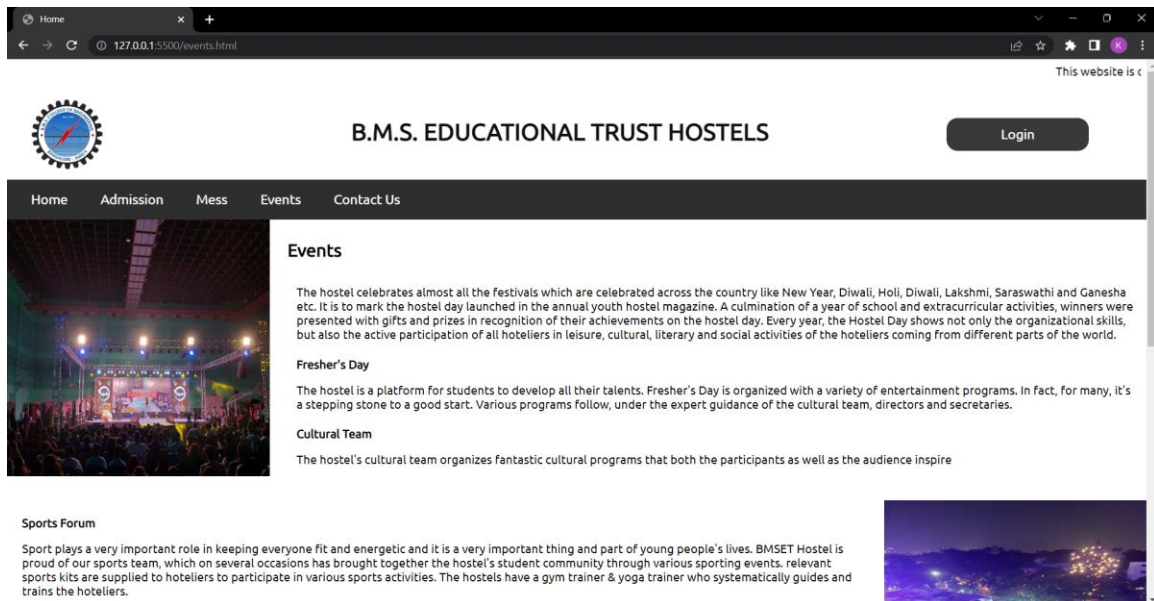 Home
127.0.0.1:5500/events.html
K
This website is
B.M.S. EDUCATIONAL TRUST HOSTELS
Login
Home Admission Mess Events Contact Us
Events
The hostel celebrates almost all the festivals which are celebrated across the country like New Year, Diwali, Holi, Diwali, Lakshmi, Saraswathi and Ganesha
etc. It is to mark the hostel day launched in the annual youth hostel magazine. A culmination of a year of school and extracurricular activities, winners were
presented with gifts and prizes in recognition of their achievements on the hostel day. Every year, the Hostel Day shows not only the organizational skills,
but also the active participation of all hoteliers in leisure, cultural, literary and social activities of the hoteliers coming from different parts of the world.
Fresher's Day
The hostel is a platform for students to develop all their talents. Fresher's Day is organized with a variety of entertainment programs. In fact, for many, it's
a stepping stone to a good start. Various programs follow, under the expert guidance of the cultural team, directors and secretaries.
Cultural Team
The hostel's cultural team organizes fantastic cultural programs that both the participants as well as the audience inspire
Sports Forum
Sport plays a very important role in keeping everyone fit and energetic and it is a very important thing and part of young people's lives. BMSET Hostel is
proud of our sports team, which on several occasions has brought together the hostel's student community through various sporting events. relevant
sports kits are supplied to hoteliers to participate in various sports activities. The hostels have a gym trainer & yoga trainer who systematically guides and
trains the hoteliers.